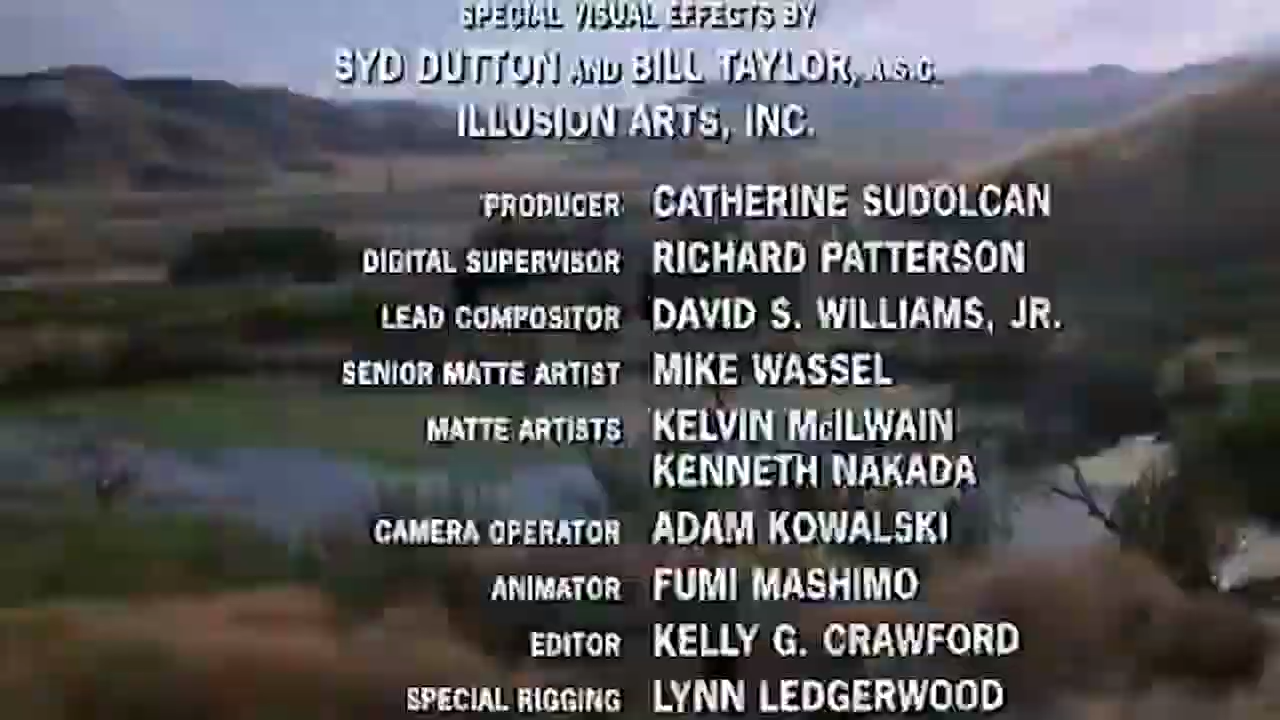 SPECIAL VISUAL EFFECTS BY
SYD DUTTON AND BILL TAYLOR, A.S.C.
ILLUSION ARTS, INC.
PRODUCER CATHERINE SUDOLCAN
DIGITAL SUPERVISOR RICHARD PATTERSON
LEAD COMPOSITOR DAVID S. WILLIAMS, JR.
SENIOR MATTE ARTIST MIKE WASSEL
MATTE ARTISTS KELVIN McILWAIN
KENNETH NAKADA
CAMERA OPERATOR ADAM KOWALSKI
ANIMATOR FUMI MASHIMO
EDITOR KELLY G. CRAWFORD
SPECIAL RIGGING LYNN LEDGERWOOD